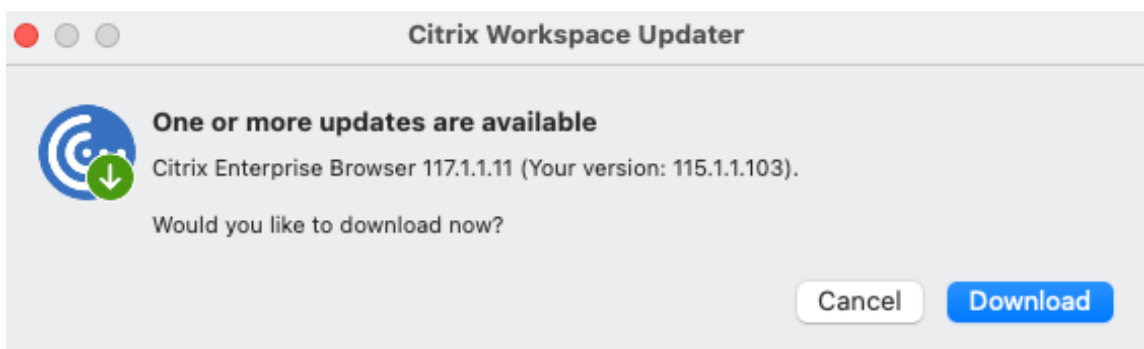 Citrix Workspace Updater
One or more updates are available
Citrix Enterprise Browser 117.1.1.11 (Your version: 115.1.1.103).
Would you like to download now?
Cancel
Download